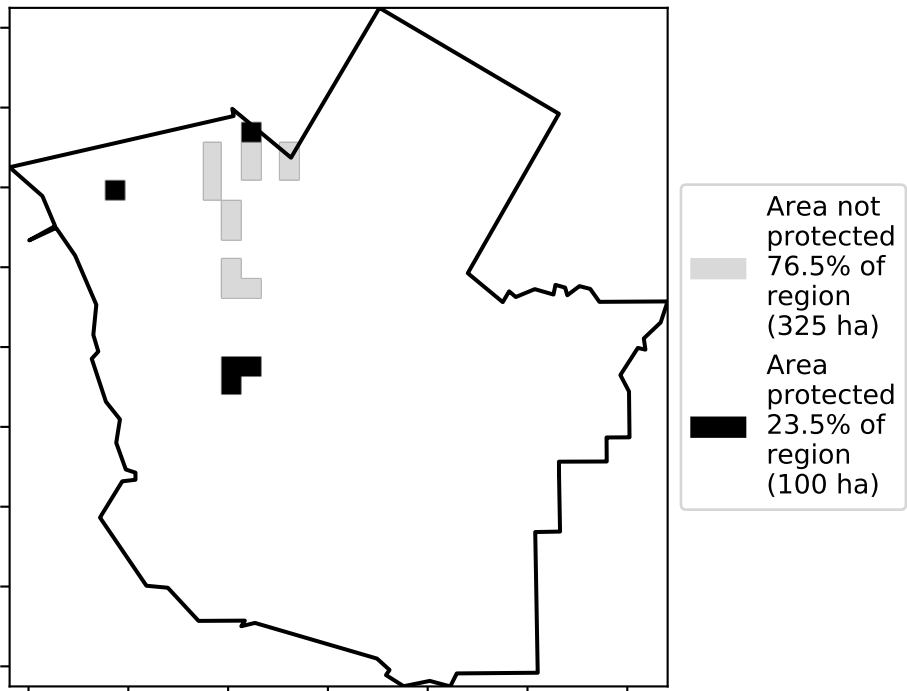 Area not
protected
76.5% of
region
(325 ha)
Area
protected
23.5% of
region
(100 ha)